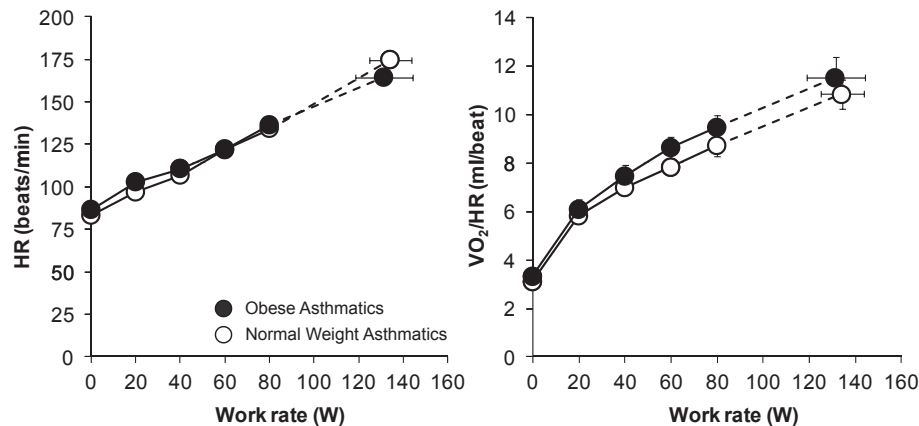 200
175
150
125
100
75
50
25
0
HR (beats/min)
0 20 40 60 80 100 120 140 160
Work rate (W)
Obese Asthmatics
Normal Weight Asthmatics
14
12
10
8
6
4
2
0
VO₂/HR (ml/beat)
0 20 40 60 80 100 120 140 160
Work rate (W)